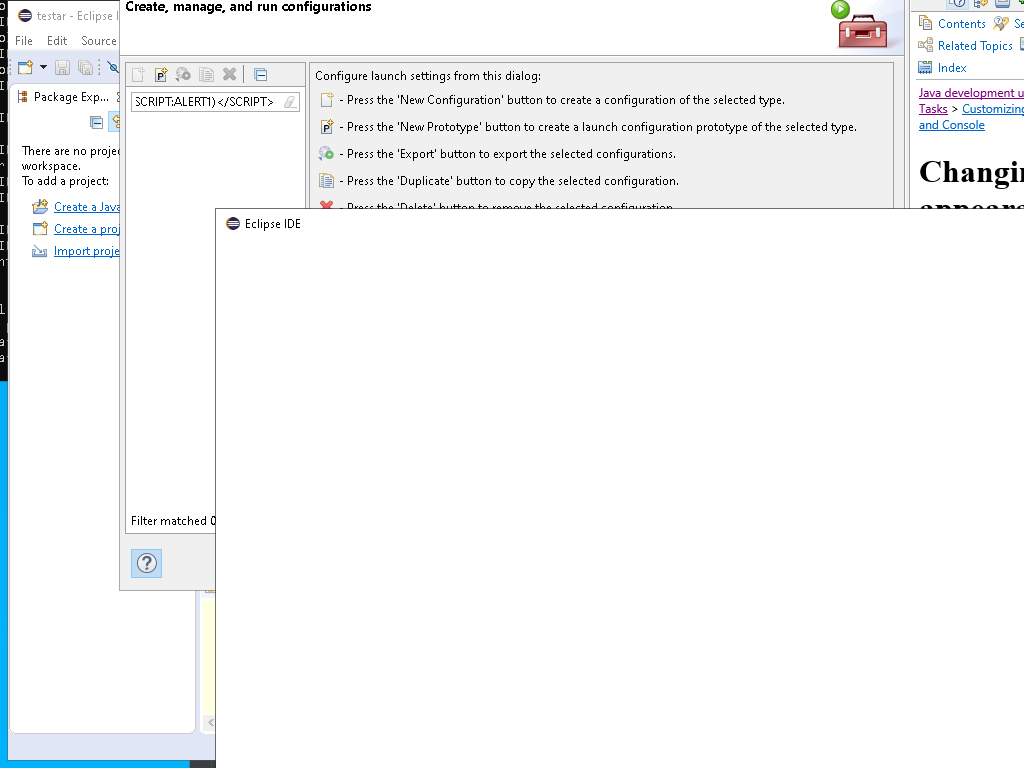 Create, manage, and run configurations
testar - Eclipse I
File Edit Source
Package Exp...
There are no projec
workspace.
To add a project:
Create a Java
Create a proj
Import proje
SCRIPT:ALERT1)</SCRIPT>
Filter matched 0
Configure launch settings from this dialog:
- Press the 'New Configuration' button to create a configuration of the selected type.
- Press the 'New Prototype' button to create a launch configuration prototype of the selected type.
- Press the 'Export' button to export the selected configurations.
- Press the 'Duplicate' button to copy the selected configuration.
- Press the 'Delete' button to remove the selected configuration.
Eclipse IDE
Contents Se
Related Topics
Index
Java development u
Tasks > Customizing
and Console
Changin
appears